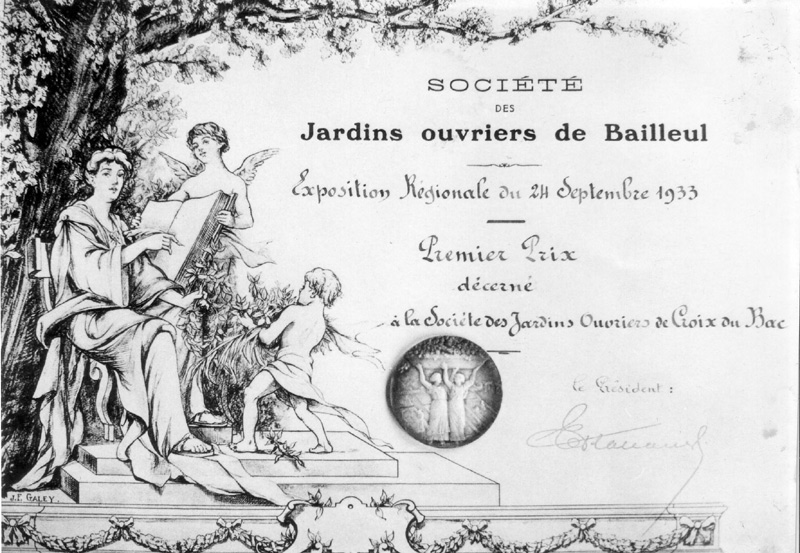 SOCIÉTÉ
DES
Jardins ouvriers de Bailleul
Exposition Régionale du 24 Septembre 1933
Premier Prix
décerné
à la Société des Jardins Ouvriers de Croix du Bac
le Président :
J.F. GALEY.